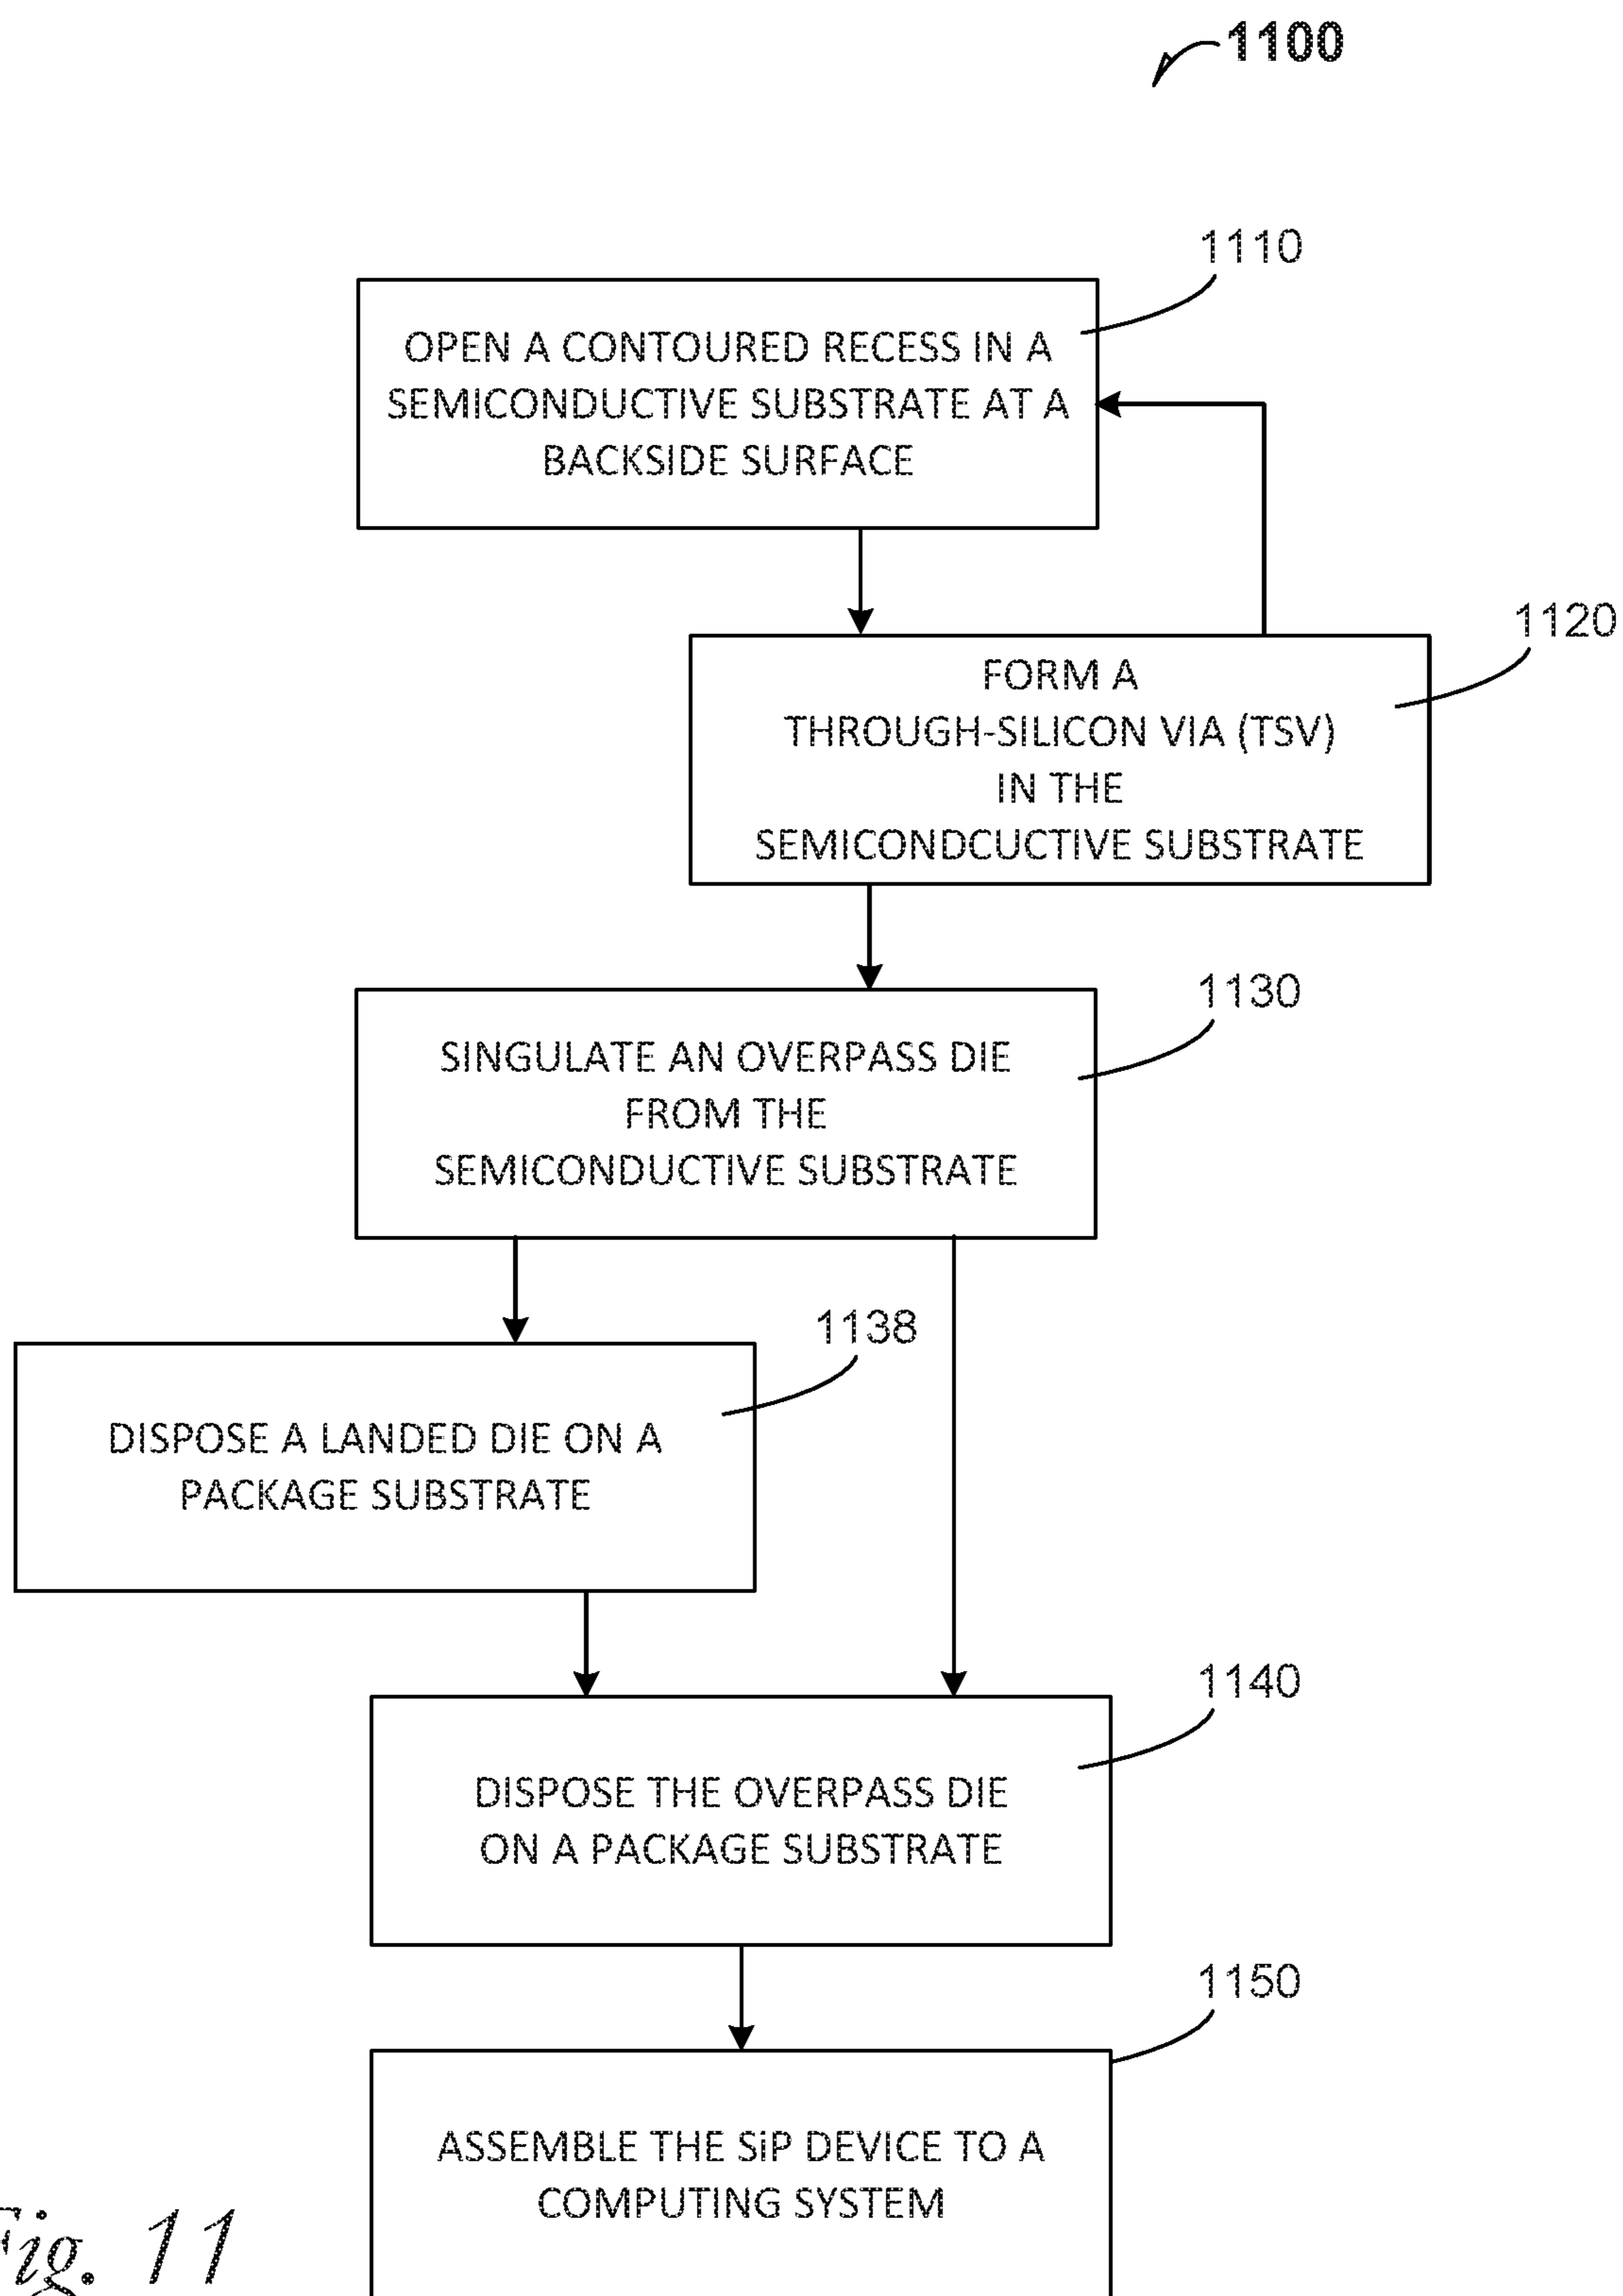 1100
1110
OPEN A CONTOURED RECESS IN A
SEMICONDUCTIVE SUBSTRATE AT A
BACKSIDE SURFACE
1120
FORM A
THROUGH-SILICON VIA (TSV)
IN THE
SEMICONDCUCTIVE SUBSTRATE
1130
SINGULATE AN OVERPASS DIE
FROM THE
SEMICONDUCTIVE SUBSTRATE
1138
DISPOSE A LANDED DIE ON A
PACKAGE SUBSTRATE
1140
DISPOSE THE OVERPASS DIE
ON A PACKAGE SUBSTRATE
1150
ASSEMBLE THE SiP DEVICE TO A
COMPUTING SYSTEM
Fig. 11